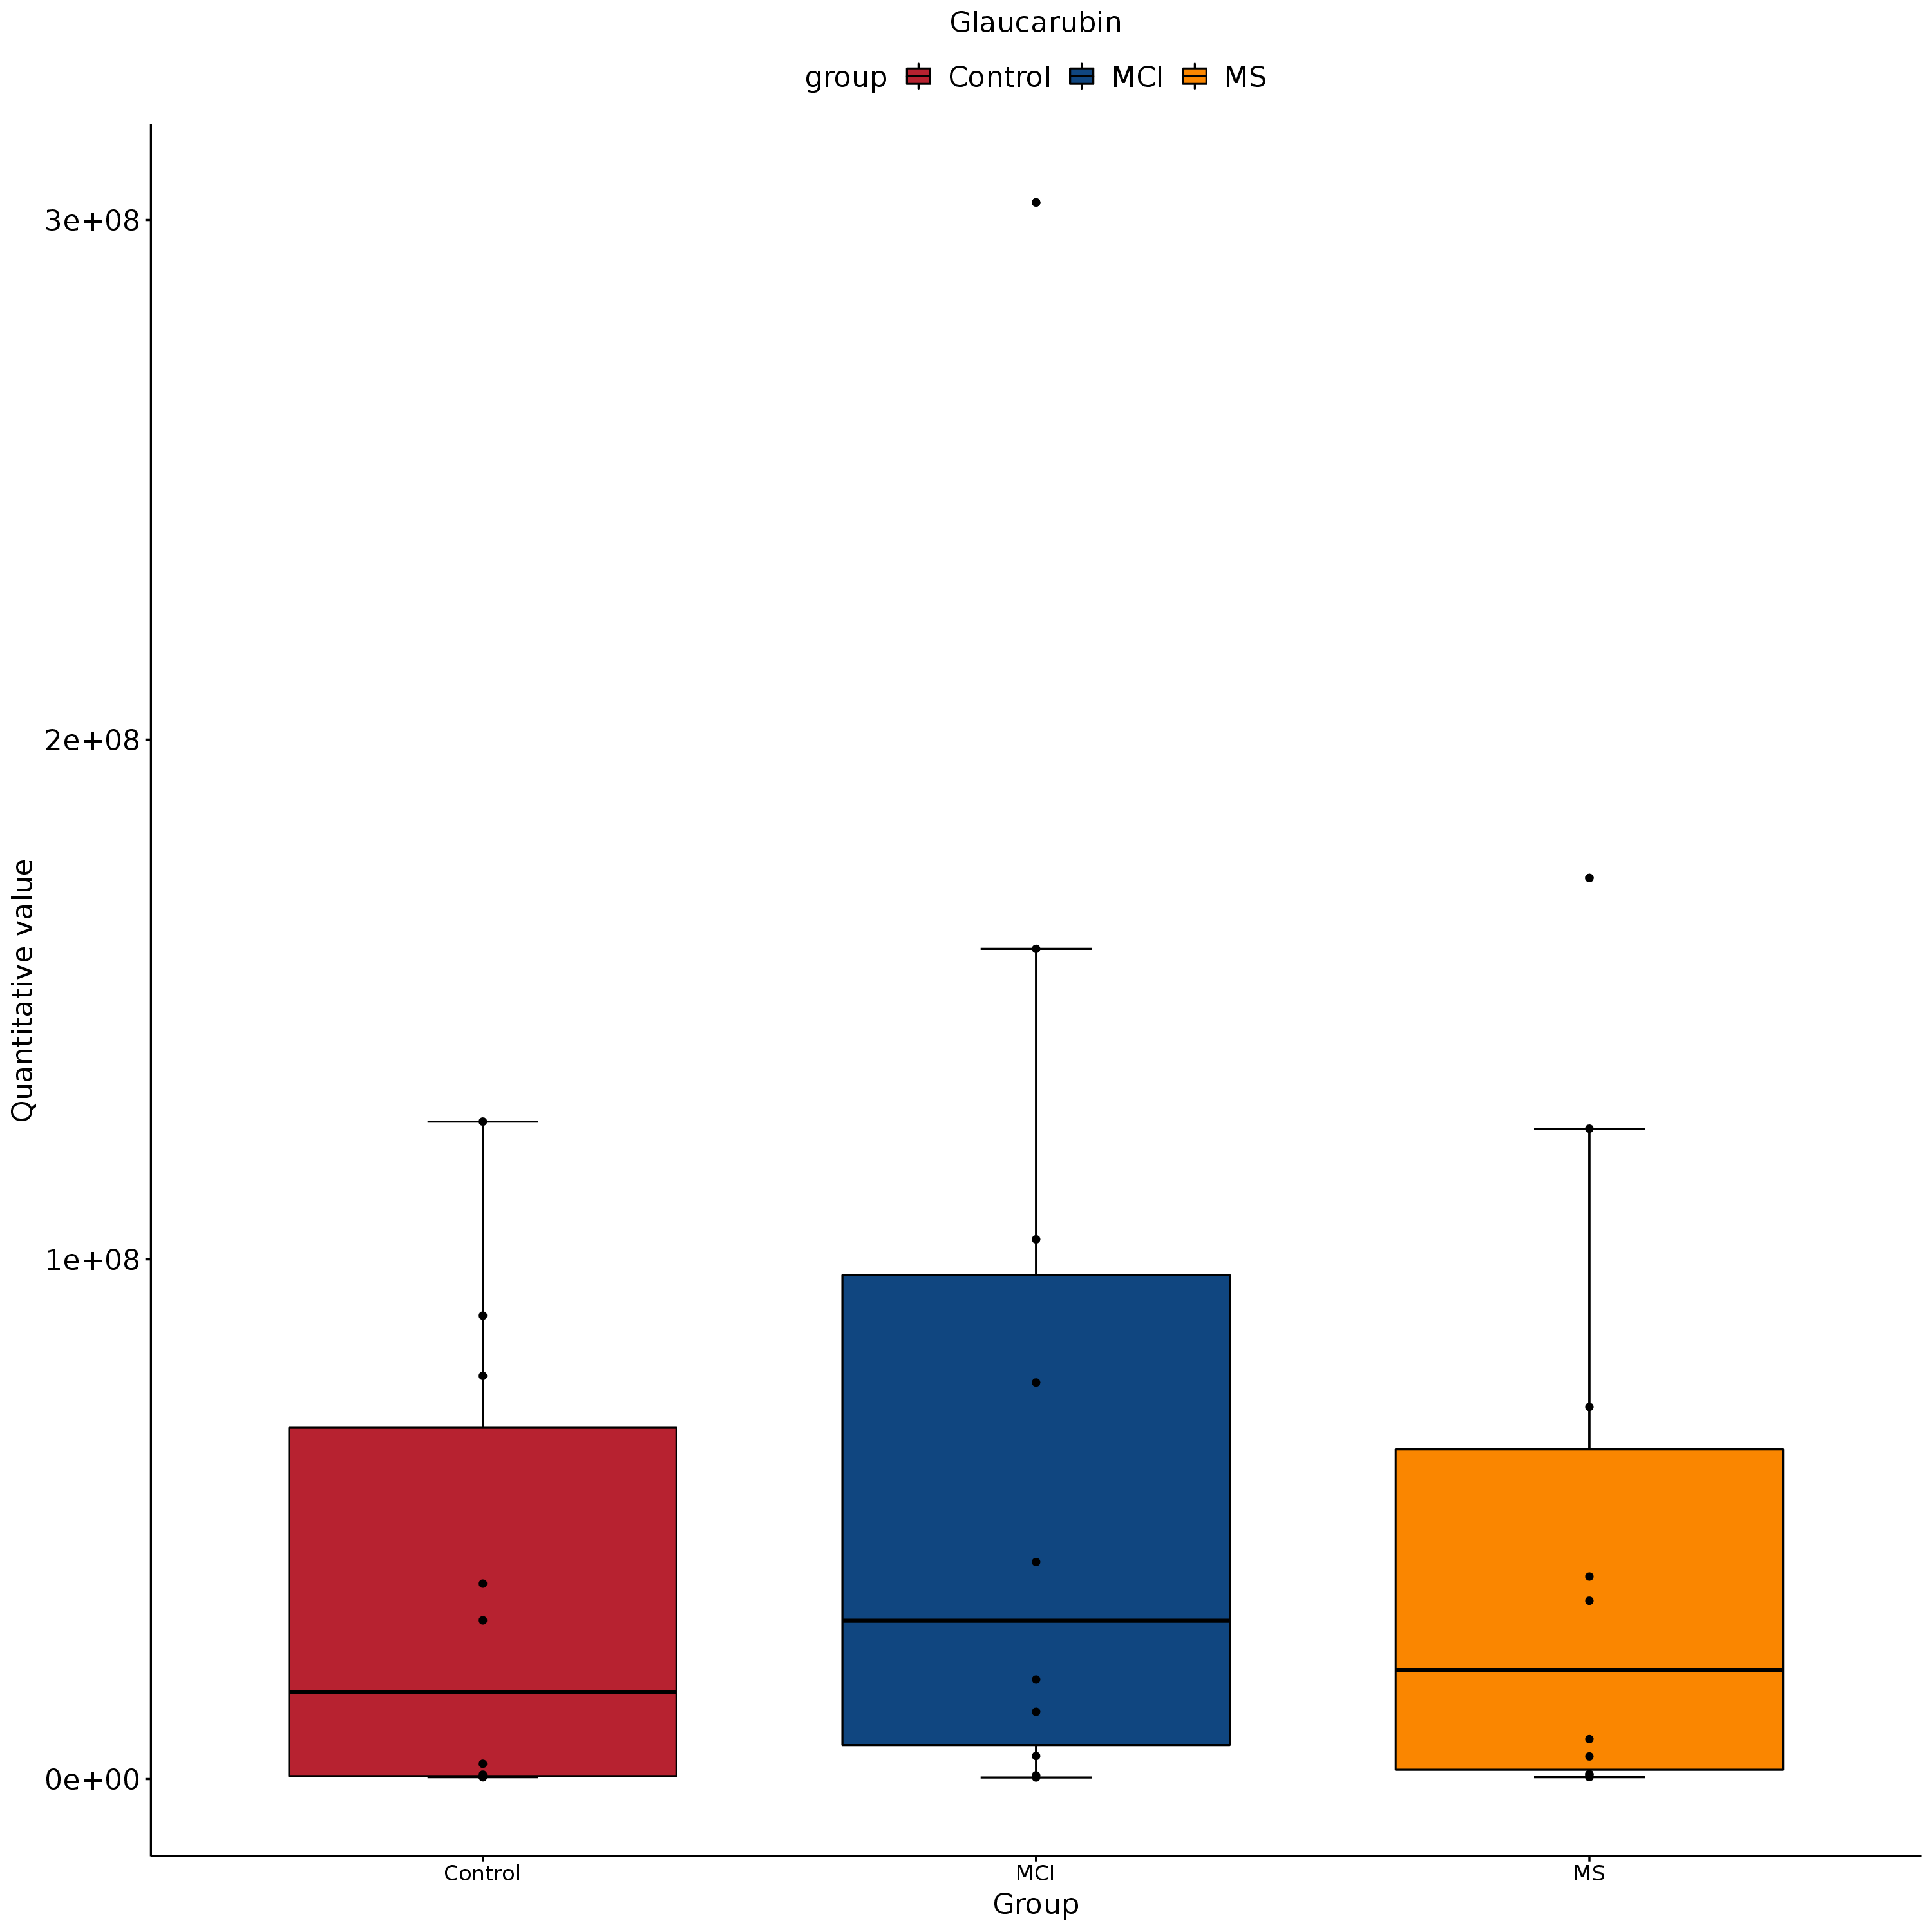 Glaucarubin
group Control MCI MS
Quantitative value
3e+08
2e+08
1e+08
0e+00
Control MCI MS
Group